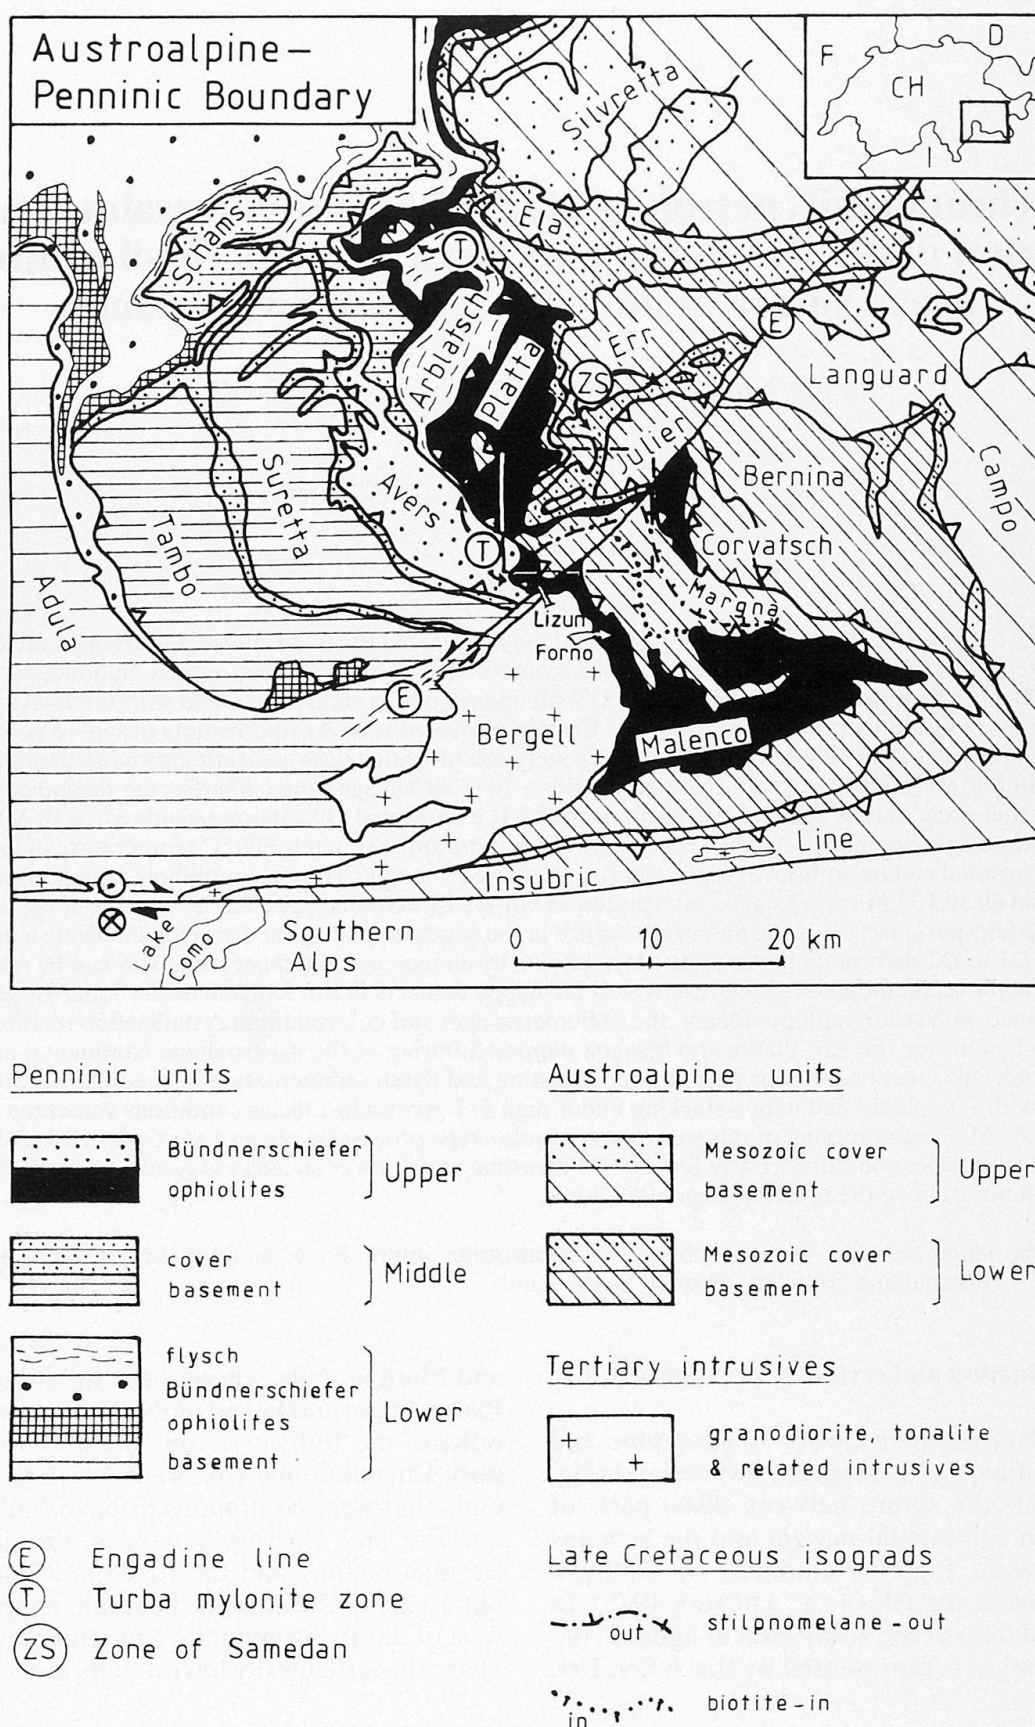 Austroalpine –
Penninic Boundary
F
D
CH
I
Silvretta
Ela
Schams
T
Arblatsch
Platta
Err
E
ZS
Languard
Julier
Bernina
Campo
Suretta
Avers
Tambo
T
Corvatsch
Margna
Adula
Lizun
Forno
E
Bergell
Malenco
Line
Insubric
Lake
Como
Southern
Alps
0 10 20 km
Penninic units
Bündnerschiefer
ophiolites
Upper
cover
basement
Middle
flysch
Bündnerschiefer
ophiolites
basement
Lower
E Engadine line
T Turba mylonite zone
ZS Zone of Samedan
Austroalpine units
Mesozoic cover
basement
Upper
Mesozoic cover
basement
Lower
Tertiary intrusives
granodiorite, tonalite
& related intrusives
Late Cretaceous isograds
out stilpnomelane-out
in biotite-in